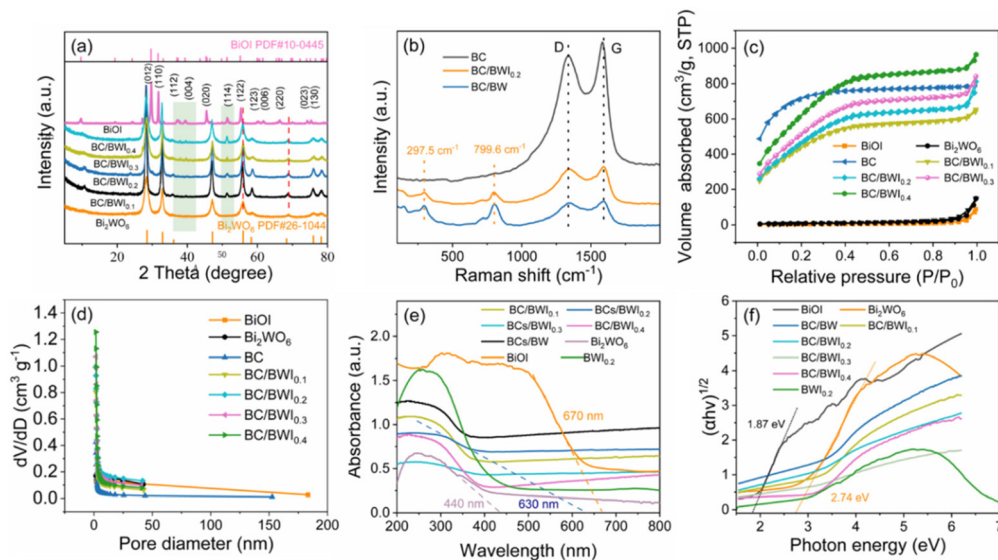 (a)
BiOI PDF#10-0445
(012)
(110)
(112)
(004)
(020)
(114)
(122)
(123)
(006)
(220)
(023)
(130)
BiOI
BC/BWI0.4
BC/BWI0.3
BC/BWI0.2
BC/BWI0.1
Bi2WO6
Bi2WO6 PDF#26-1044
Intensity (a.u.)
20 40 50 60 80
2 Thetá (degree)
(b)
D
G
BC
BC/BWI0.2
BC/BW
297.5 cm-1
799.6 cm-1
Intensity (a.u.)
450 900 1350 1800
Raman shift (cm-1)
(c)
1000
800
600
400
200
0
Volume absorbed (cm3/g, STP)
BiOI
Bi2WO6
BC
BC/BWI0.1
BC/BWI0.2
BC/BWI0.3
BC/BWI0.4
0.0 0.2 0.4 0.6 0.8 1.0
Relative pressure (P/P0)
(d)
1.4
1.2
1.0
0.8
0.6
0.4
0.2
0.0
dV/dD (cm3 g-1)
BiOI
Bi2WO6
BC
BC/BWI0.1
BC/BWI0.2
BC/BWI0.3
BC/BWI0.4
0 50 100 150 200
Pore diameter (nm)
(e)
2.5
2.0
1.5
1.0
0.5
0.0
Absorbance (a.u.)
BC/BWI0.1
BCs/BWI0.2
BCs/BWI0.3
BC/BWI0.4
BCs/BW
Bi2WO6
BiOI
BWI0.2
670 nm
440 nm
630 nm
200 300 400 500 600 700 800
Wavelength (nm)
(f)
7
6
5
4
3
2
1
0
(αhv)1/2
BiOI
Bi2WO6
BC/BW
BC/BWI0.1
BC/BWI0.2
BC/BWI0.3
BC/BWI0.4
BWI0.2
1.87 eV
2.74 eV
2 3 4 5 6 7
Photon energy (eV)